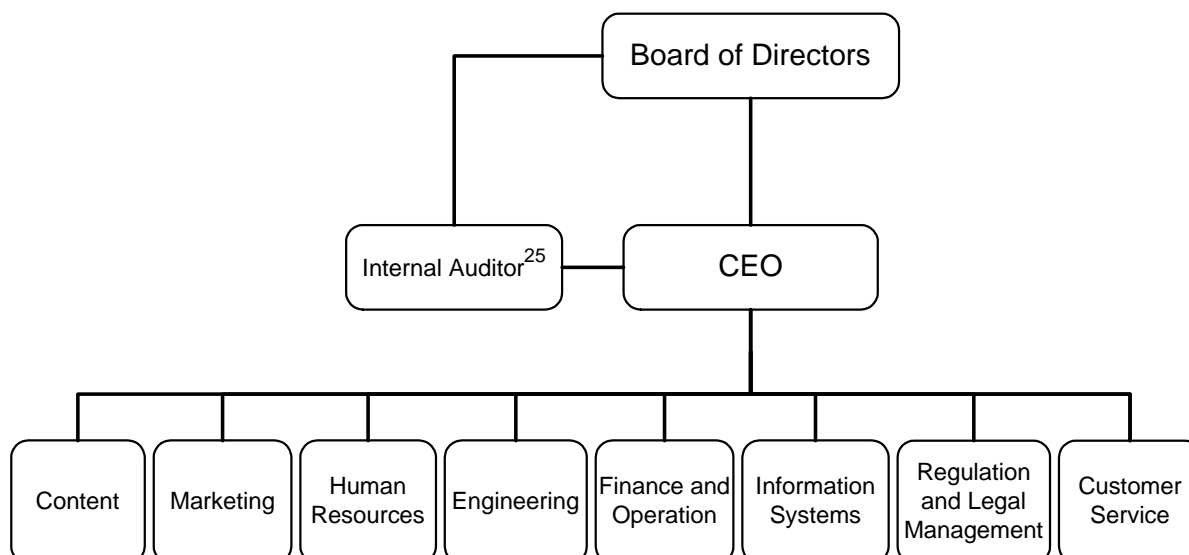 Board of Directors
Internal Auditor25
CEO
Content
Marketing
Human
Resources
Engineering
Finance and
Operation
Information
Systems
Regulation
and Legal
Management
Customer
Service